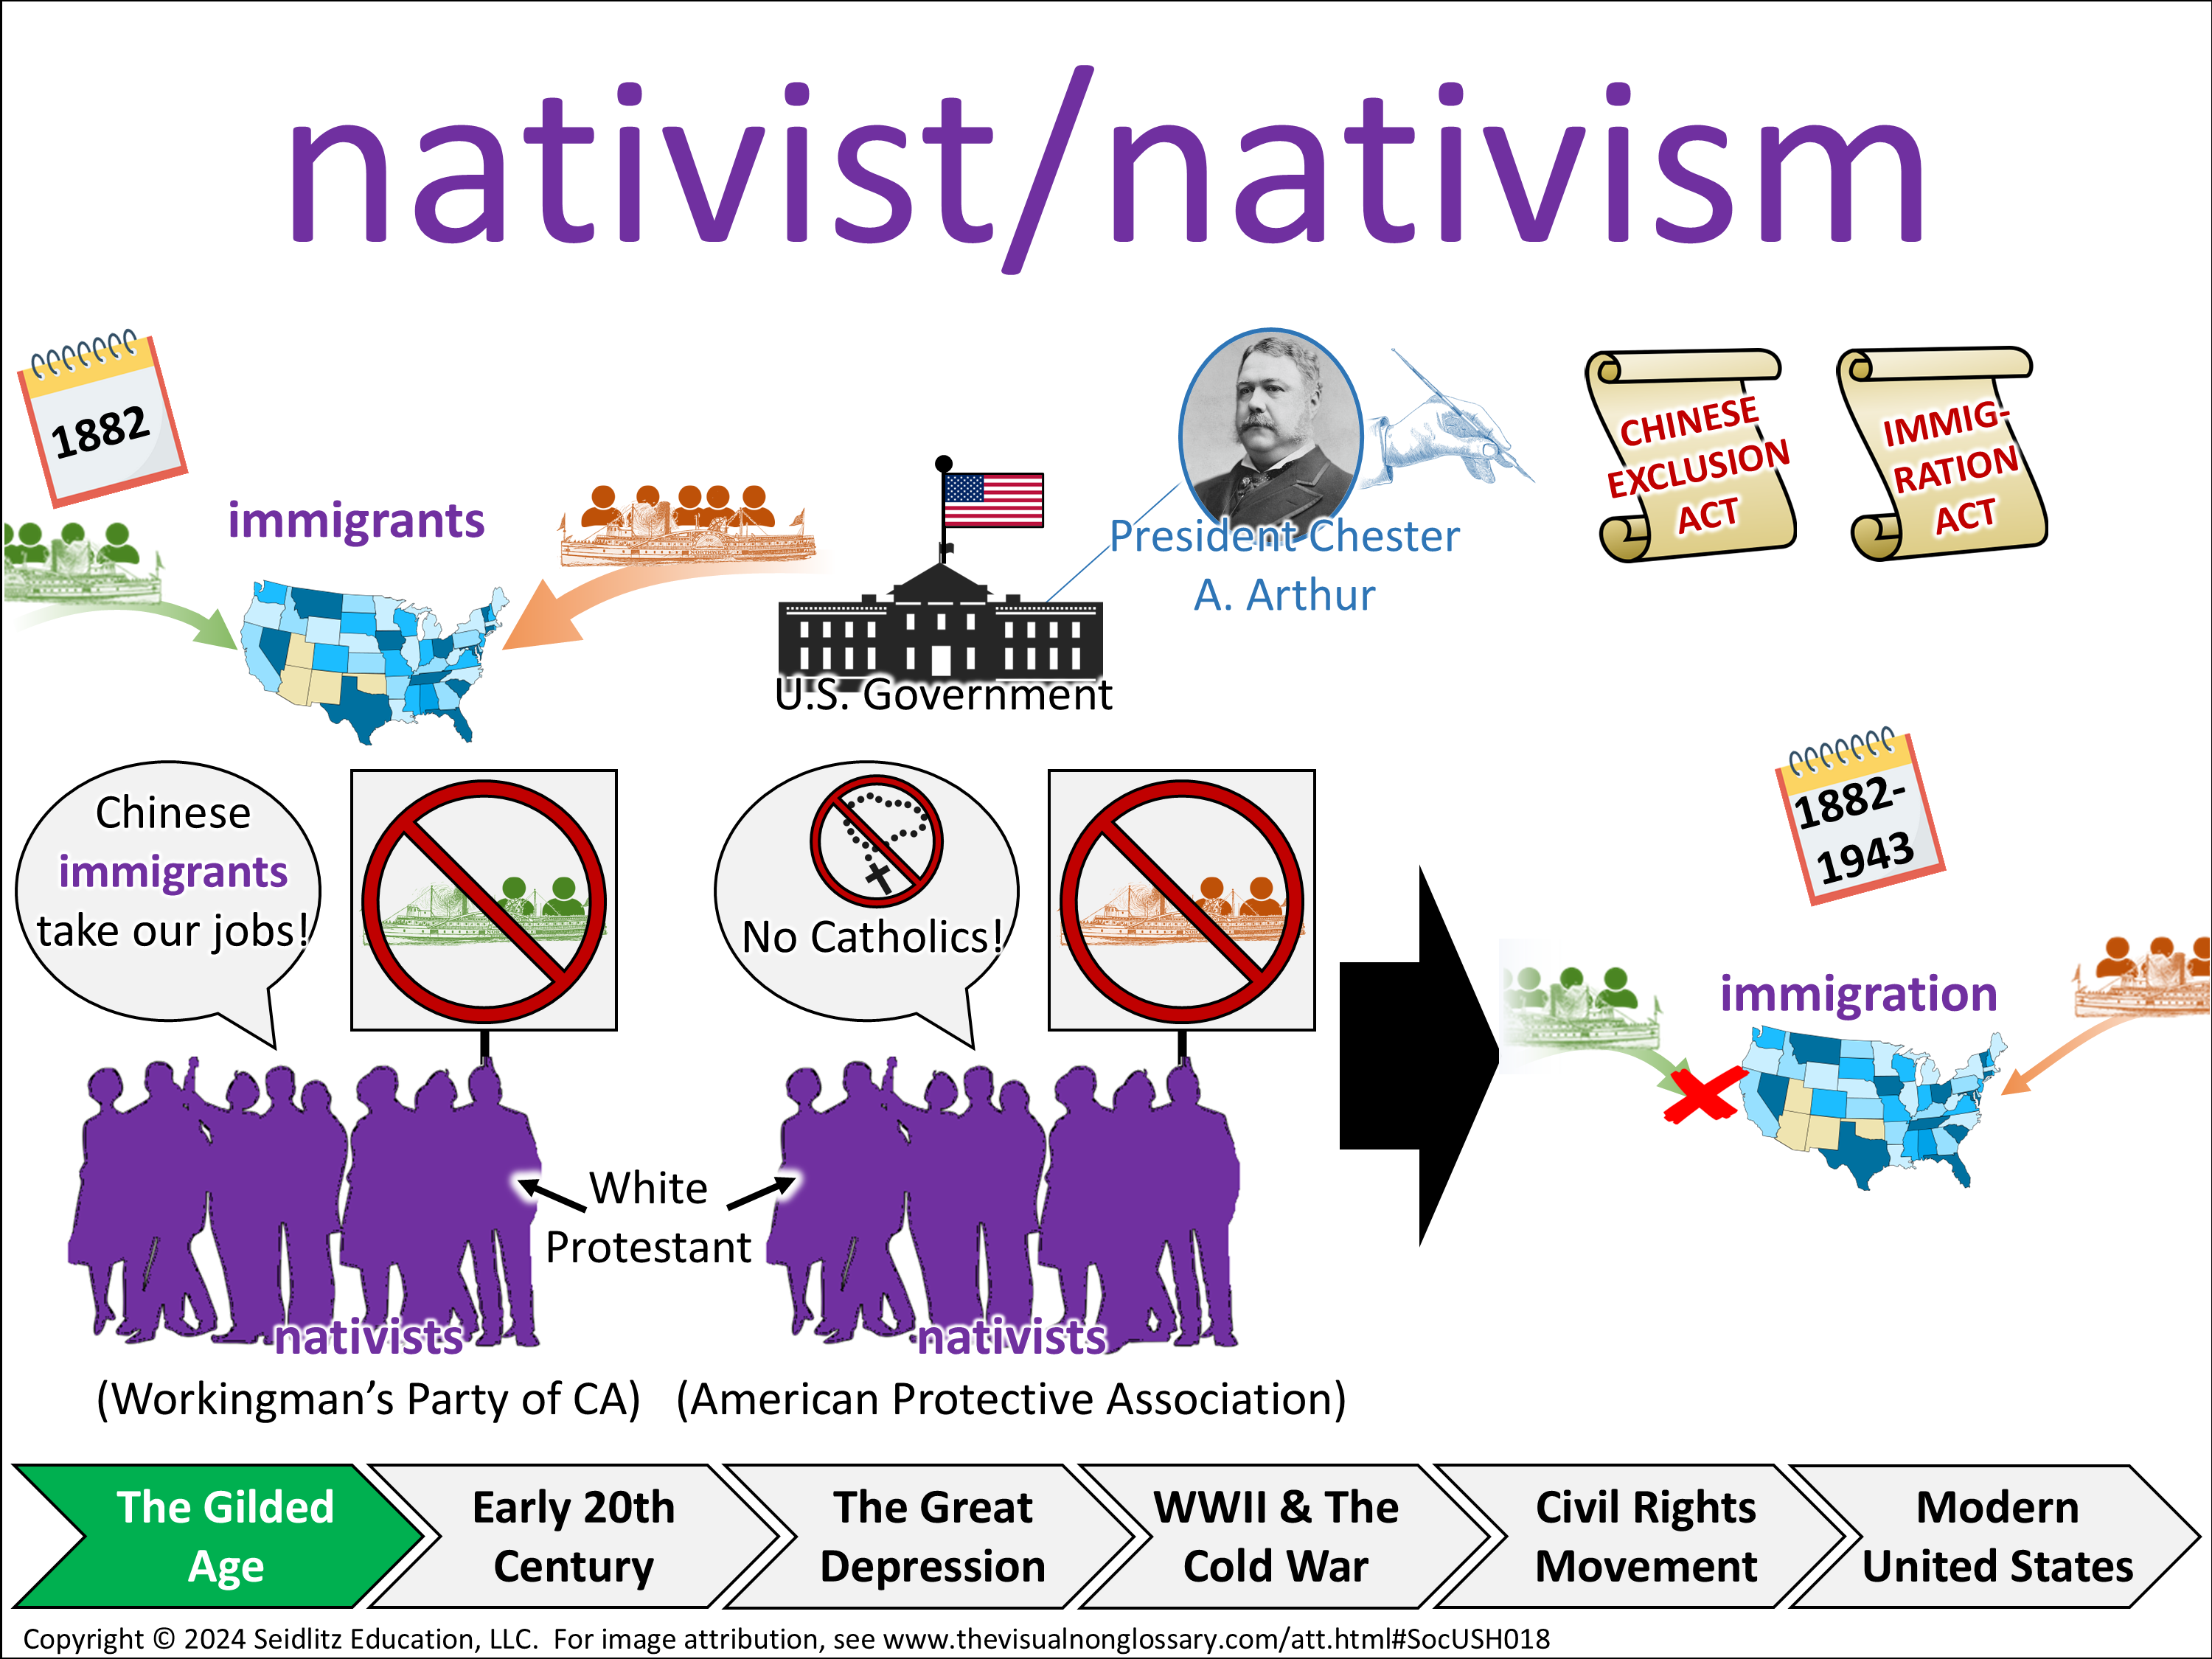 nativist/nativism
1882
immigrants
President Chester
A. Arthur
CHINESE
EXCLUSION
ACT
IMMIG-
RATION
ACT
U.S. Government
Chinese
immigrants
take our jobs!
No Catholics!
1882-
1943
immigration
White
Protestant
nativists
nativists
(Workingman’s Party of CA)
(American Protective Association)
The Gilded
Age
Early 20th
Century
The Great
Depression
WWII & The
Cold War
Civil Rights
Movement
Modern
United States
Copyright © 2024 Seidlitz Education, LLC.  For image attribution, see www.thevisualnonglossary.com/att.html#SocUSH018